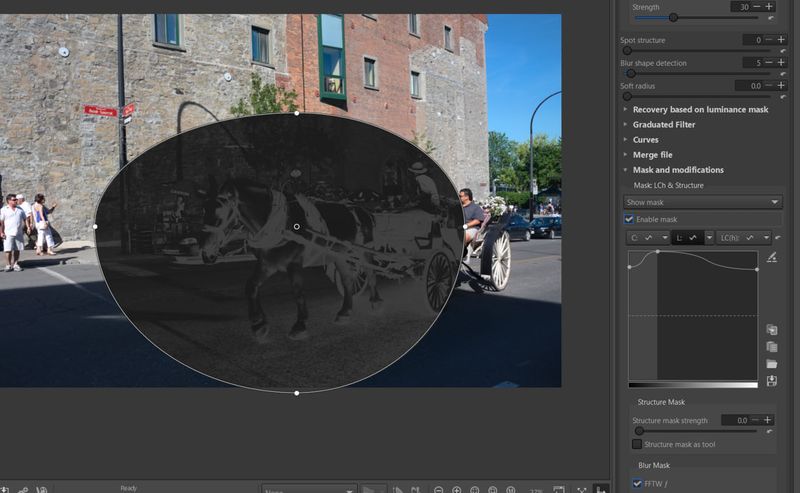 Strength 30
Spot structure 0
Blur shape detection 5
Soft radius 0.0
Recovery based on luminance mask
Graduated Filter
Curves
Merge file
Mask and modifications
Mask: LCh & Structure
Show mask
Enable mask
C: L: LC(h):
Structure Mask
Structure mask strength 0.0
Structure mask as tool
Blur Mask
FFTW /
Ready
None